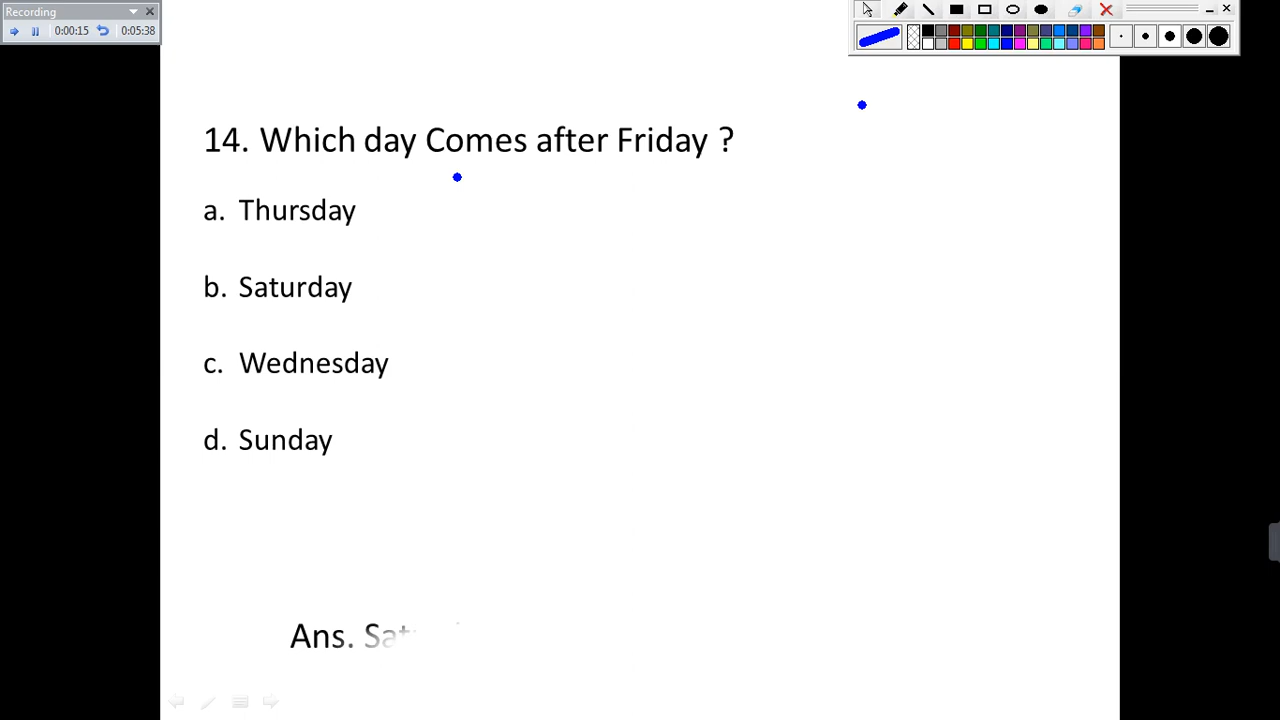 Recording
0:00:15 0:05:38
14. Which day Comes after Friday ?
a. Thursday
b. Saturday
c. Wednesday
d. Sunday
Ans.